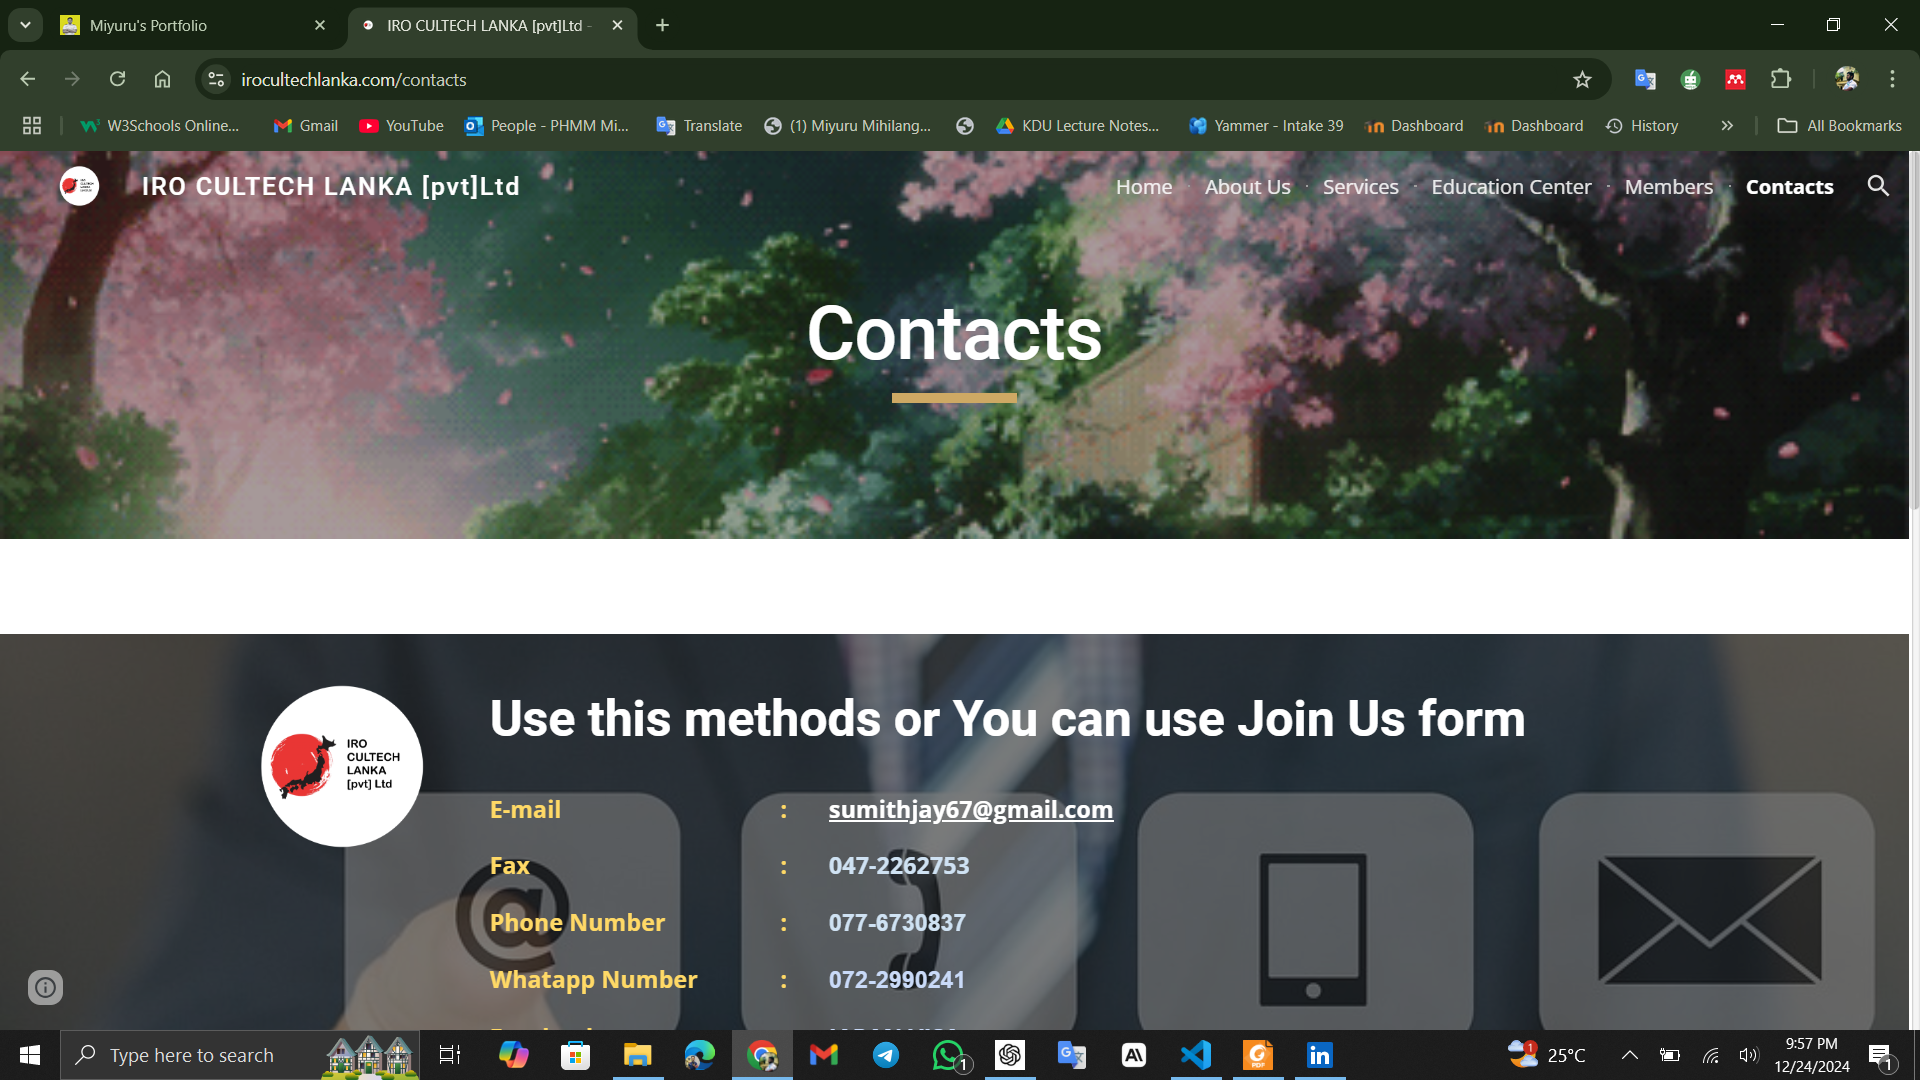 Miyuru's Portfolio
IRO CULTECH LANKA [pvt]Ltd -
irocultechlanka.com/contacts
W3Schools Online...
Gmail
YouTube
People - PHMM Mi...
Translate
(1) Miyuru Mihilang...
KDU Lecture Notes...
Yammer - Intake 39
Dashboard
Dashboard
History
All Bookmarks
IRO CULTECH LANKA [pvt]Ltd
Home · About Us · Services · Education Center · Members · Contacts
Contacts
Use this methods or You can use Join Us form
IRO
CULTECH
LANKA
[pvt] Ltd
E-mail : sumithjay67@gmail.com
Fax : 047-2262753
Phone Number : 077-6730837
Whatapp Number : 072-2990241
Type here to search
1
PDF
1
25°C
9:57 PM
12/24/2024
1